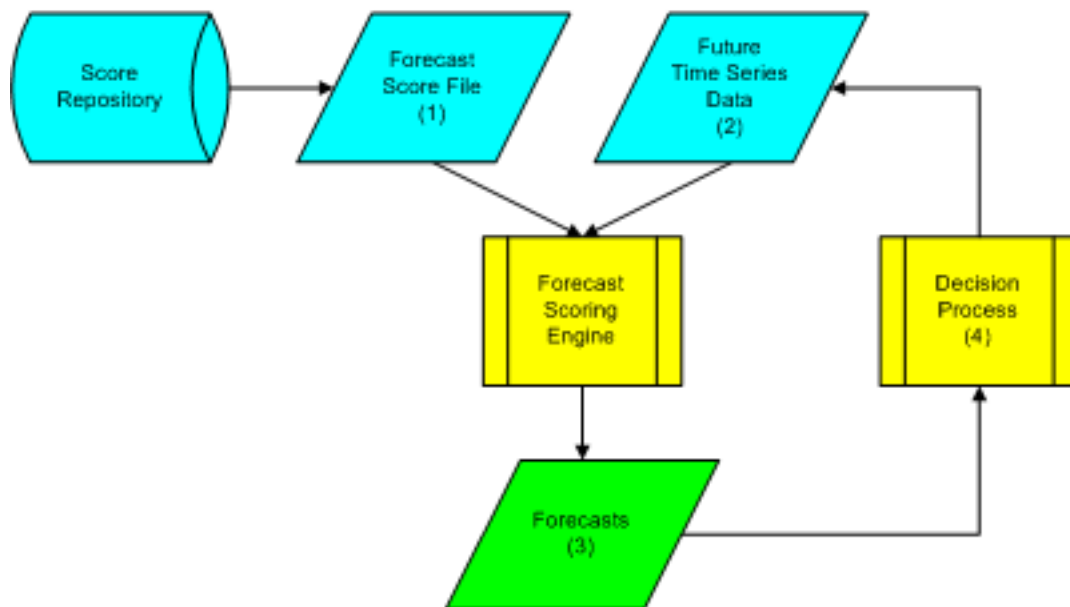 Score
Repository
Forecast
Score File
(1)
Future
Time Series
Data
(2)
Forecast
Scoring
Engine
Decision
Process
(4)
Forecasts
(3)